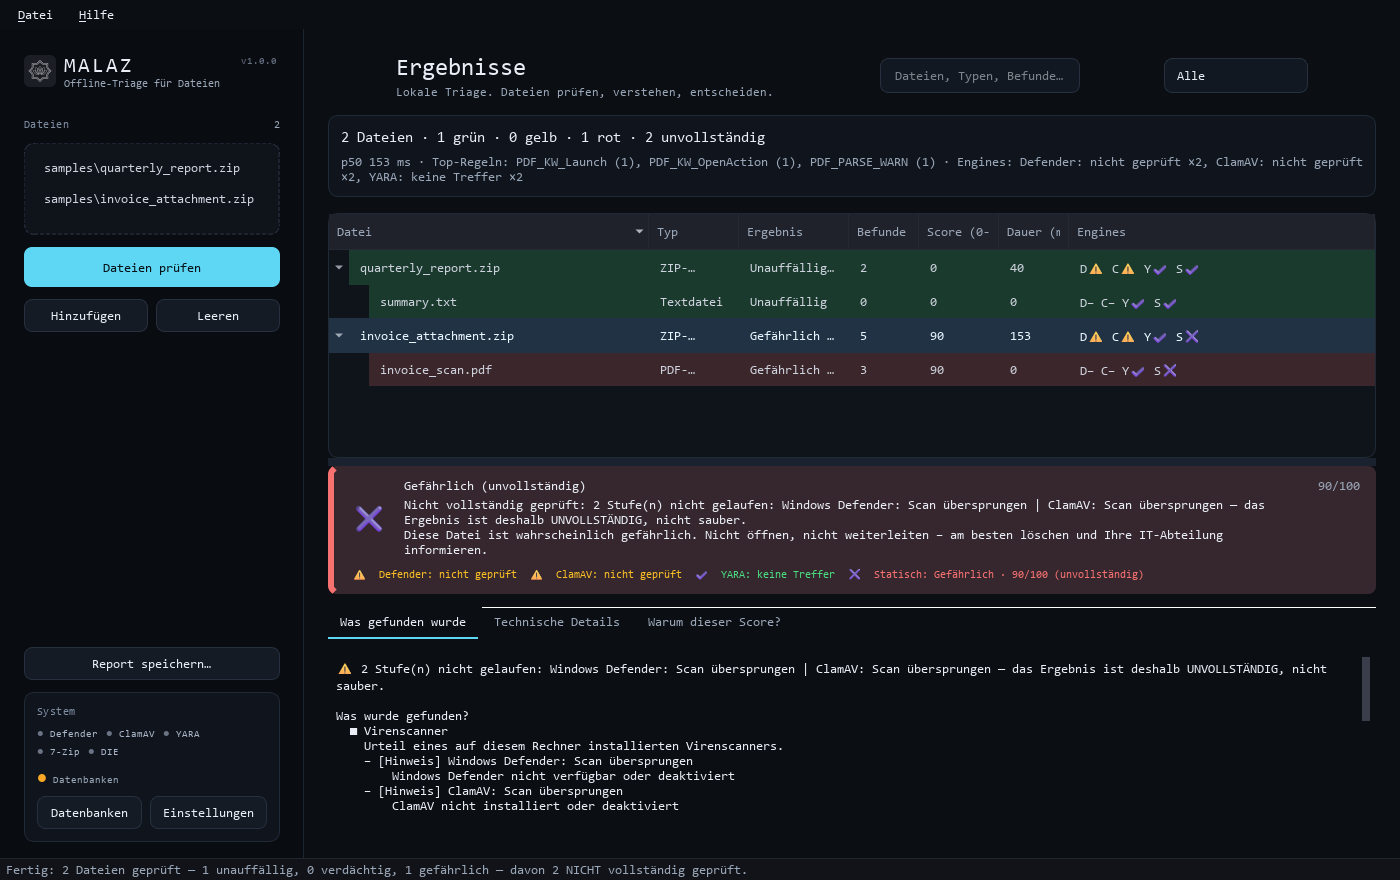 Datei Hilfe
MALAZ v1.0.0
Offline-Triage für Dateien
Dateien 2
samples\quarterly_report.zip
samples\invoice_attachment.zip
Dateien prüfen
Hinzufügen Leeren
Report speichern…
System
Defender ClamAV YARA
7-Zip DIE
Datenbanken
Datenbanken Einstellungen
Ergebnisse
Lokale Triage. Dateien prüfen, verstehen, entscheiden.
Dateien, Typen, Befunde…
Alle
2 Dateien · 1 grün · 0 gelb · 1 rot · 2 unvollständig
p50 153 ms · Top-Regeln: PDF_KW_Launch (1), PDF_KW_OpenAction (1), PDF_PARSE_WARN (1) · Engines: Defender: nicht geprüft ×2, ClamAV: nicht geprüft
×2, YARA: keine Treffer ×2
Datei Typ Ergebnis Befunde Score (0- Dauer (m Engines
quarterly_report.zip ZIP-… Unauffällig… 2 0 40 D⚠ C⚠ Y✔ S✔
summary.txt Textdatei Unauffällig 0 0 0 D– C– Y✔ S✔
invoice_attachment.zip ZIP-… Gefährlich … 5 90 153 D⚠ C⚠ Y✔ S✖
invoice_scan.pdf PDF-… Gefährlich … 3 90 0 D– C– Y✔ S✖
Gefährlich (unvollständig) 90/100
Nicht vollständig geprüft: 2 Stufe(n) nicht gelaufen: Windows Defender: Scan übersprungen | ClamAV: Scan übersprungen — das
Ergebnis ist deshalb UNVOLLSTÄNDIG, nicht sauber.
Diese Datei ist wahrscheinlich gefährlich. Nicht öffnen, nicht weiterleiten – am besten löschen und Ihre IT-Abteilung
informieren.
⚠ Defender: nicht geprüft ⚠ ClamAV: nicht geprüft ✔ YARA: keine Treffer ✖ Statisch: Gefährlich · 90/100 (unvollständig)
Was gefunden wurde Technische Details Warum dieser Score?
⚠ 2 Stufe(n) nicht gelaufen: Windows Defender: Scan übersprungen | ClamAV: Scan übersprungen — das Ergebnis ist deshalb UNVOLLSTÄNDIG, nicht
sauber.
Was wurde gefunden?
■ Virenscanner
Urteil eines auf diesem Rechner installierten Virenscanners.
– [Hinweis] Windows Defender: Scan übersprungen
Windows Defender nicht verfügbar oder deaktiviert
– [Hinweis] ClamAV: Scan übersprungen
ClamAV nicht installiert oder deaktiviert
Fertig: 2 Dateien geprüft — 1 unauffällig, 0 verdächtig, 1 gefährlich — davon 2 NICHT vollständig geprüft.